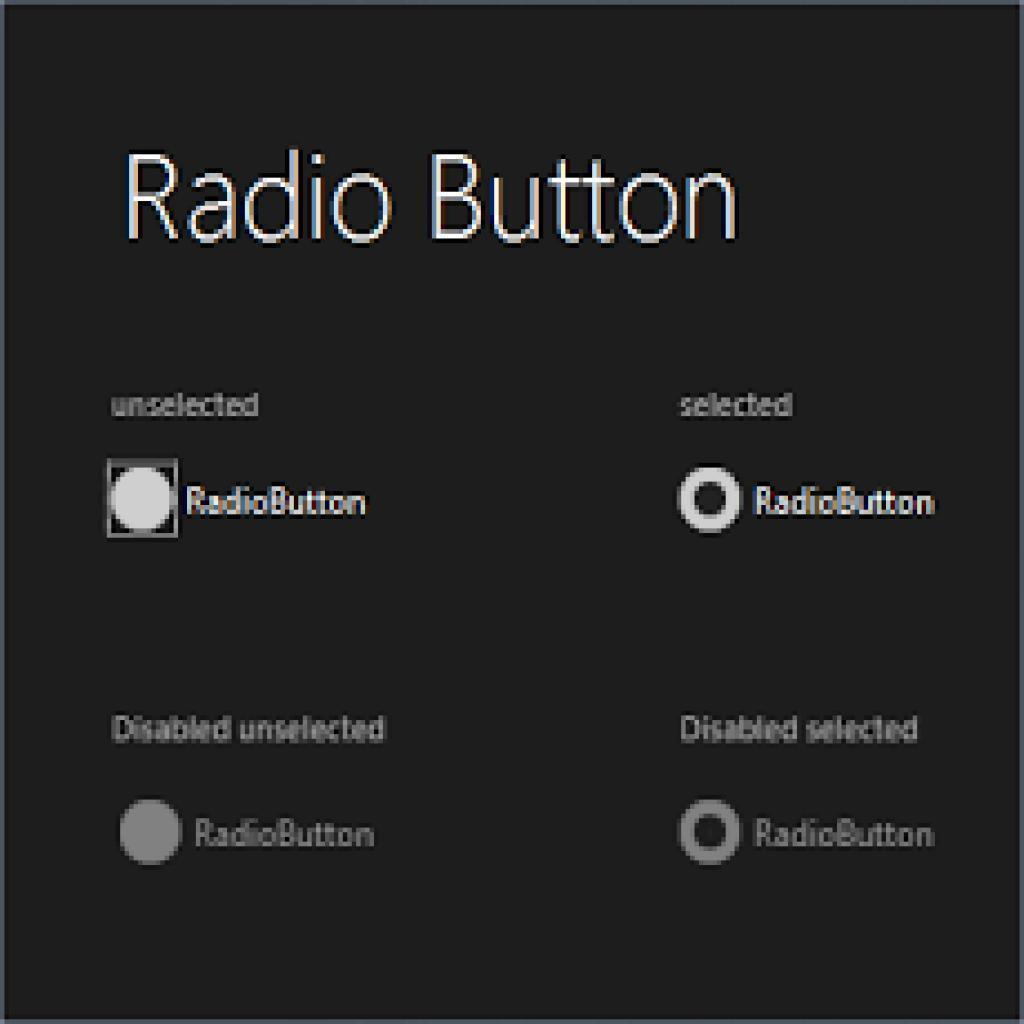 Radio Button
unselected
selected
RadioButton
RadioButton
Disabled unselected
Disabled selected
RadioButton
RadioButton